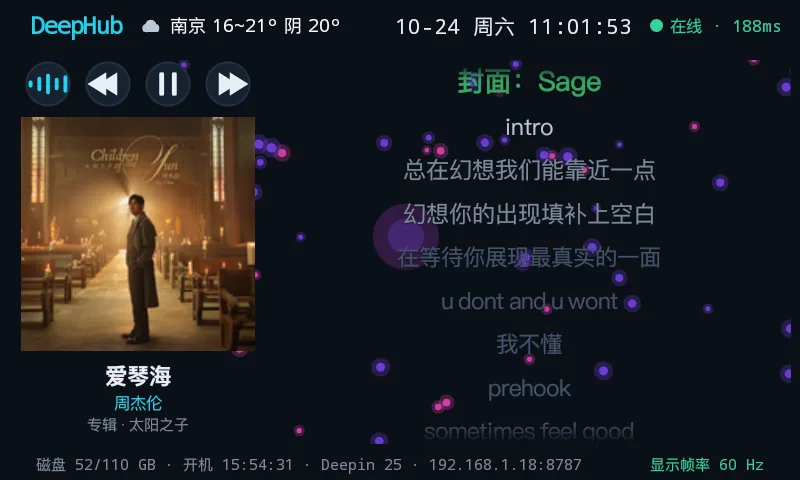 DeepHub 南京 16~21° 阴 20° 10-24 周六 11:01:53 在线 · 188ms
Children Sun
爱琴海
周杰伦
专辑 · 太阳之子
封面：Sage
intro
总在幻想我们能靠近一点
幻想你的出现填补上空白
在等待你展现最真实的一面
u dont and u wont
我不懂
prehook
sometimes feel good
磁盘 52/110 GB · 开机 15:54:31 · Deepin 25 · 192.168.1.18:8787 显示帧率 60 Hz